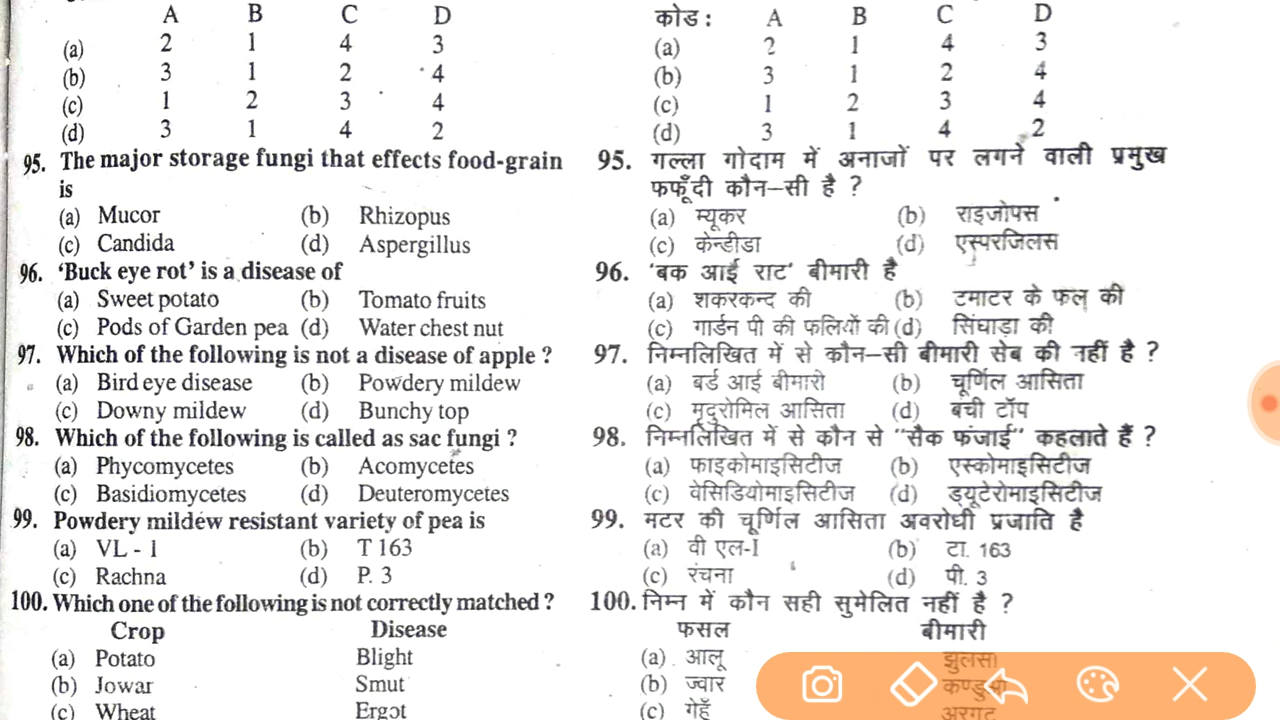 A B C D
(a) 2 1 4 3
(b) 3 1 2 4
(c) 1 2 3 4
(d) 3 1 4 2
95. The major storage fungi that effects food-grain
is
(a) Mucor (b) Rhizopus
(c) Candida (d) Aspergillus
96. ‘Buck eye rot’ is a disease of
(a) Sweet potato (b) Tomato fruits
(c) Pods of Garden pea (d) Water chest nut
97. Which of the following is not a disease of apple ?
(a) Bird eye disease (b) Powdery mildew
(c) Downy mildew (d) Bunchy top
98. Which of the following is called as sac fungi ?
(a) Phycomycetes (b) Acomycetes
(c) Basidiomycetes (d) Deuteromycetes
99. Powdery mildew resistant variety of pea is
(a) VL - 1 (b) T 163
(c) Rachna (d) P. 3
100. Which one of the following is not correctly matched ?
Crop Disease
(a) Potato Blight
(b) Jowar Smut
(c) Wheat Ergot
कोड : A B C D
(a) 2 1 4 3
(b) 3 1 2 4
(c) 1 2 3 4
(d) 3 1 4 2
95. गल्ला गोदाम में अनाजों पर लगने वाली प्रमुख
फफूँदी कौन–सी है ?
(a) म्यूकर (b) राइजोपस
(c) केन्डीडा (d) एस्परजिलस
96. 'बक आई राट' बीमारी है
(a) शकरकन्द की (b) टमाटर के फल की
(c) गार्डन पी की फलियों की (d) सिंघाड़ा की
97. निम्नलिखित में से कौन–सी बीमारी सेब की नहीं है ?
(a) बर्ड आई बीमारी (b) चूर्णिल आसिता
(c) मृदुरोमिल आसिता (d) बंची टॉप
98. निम्नलिखित में से कौन से "सैक फंजाई" कहलाते हैं ?
(a) फाइकोमाइसिटीज (b) एस्कोमाइसिटीज
(c) वेसिडियोमाइसिटीज (d) ड्यूटेरोमाइसिटीज
99. मटर की चूर्णिल आसिता अवरोधी प्रजाति है
(a) वी एल-I (b) टा. 163
(c) रंचना (d) पी. 3
100. निम्न में कौन सही सुमेलित नहीं है ?
फसल बीमारी
(a) आलू झुलसा
(b) ज्वार
(c) गेहूँ अरगट